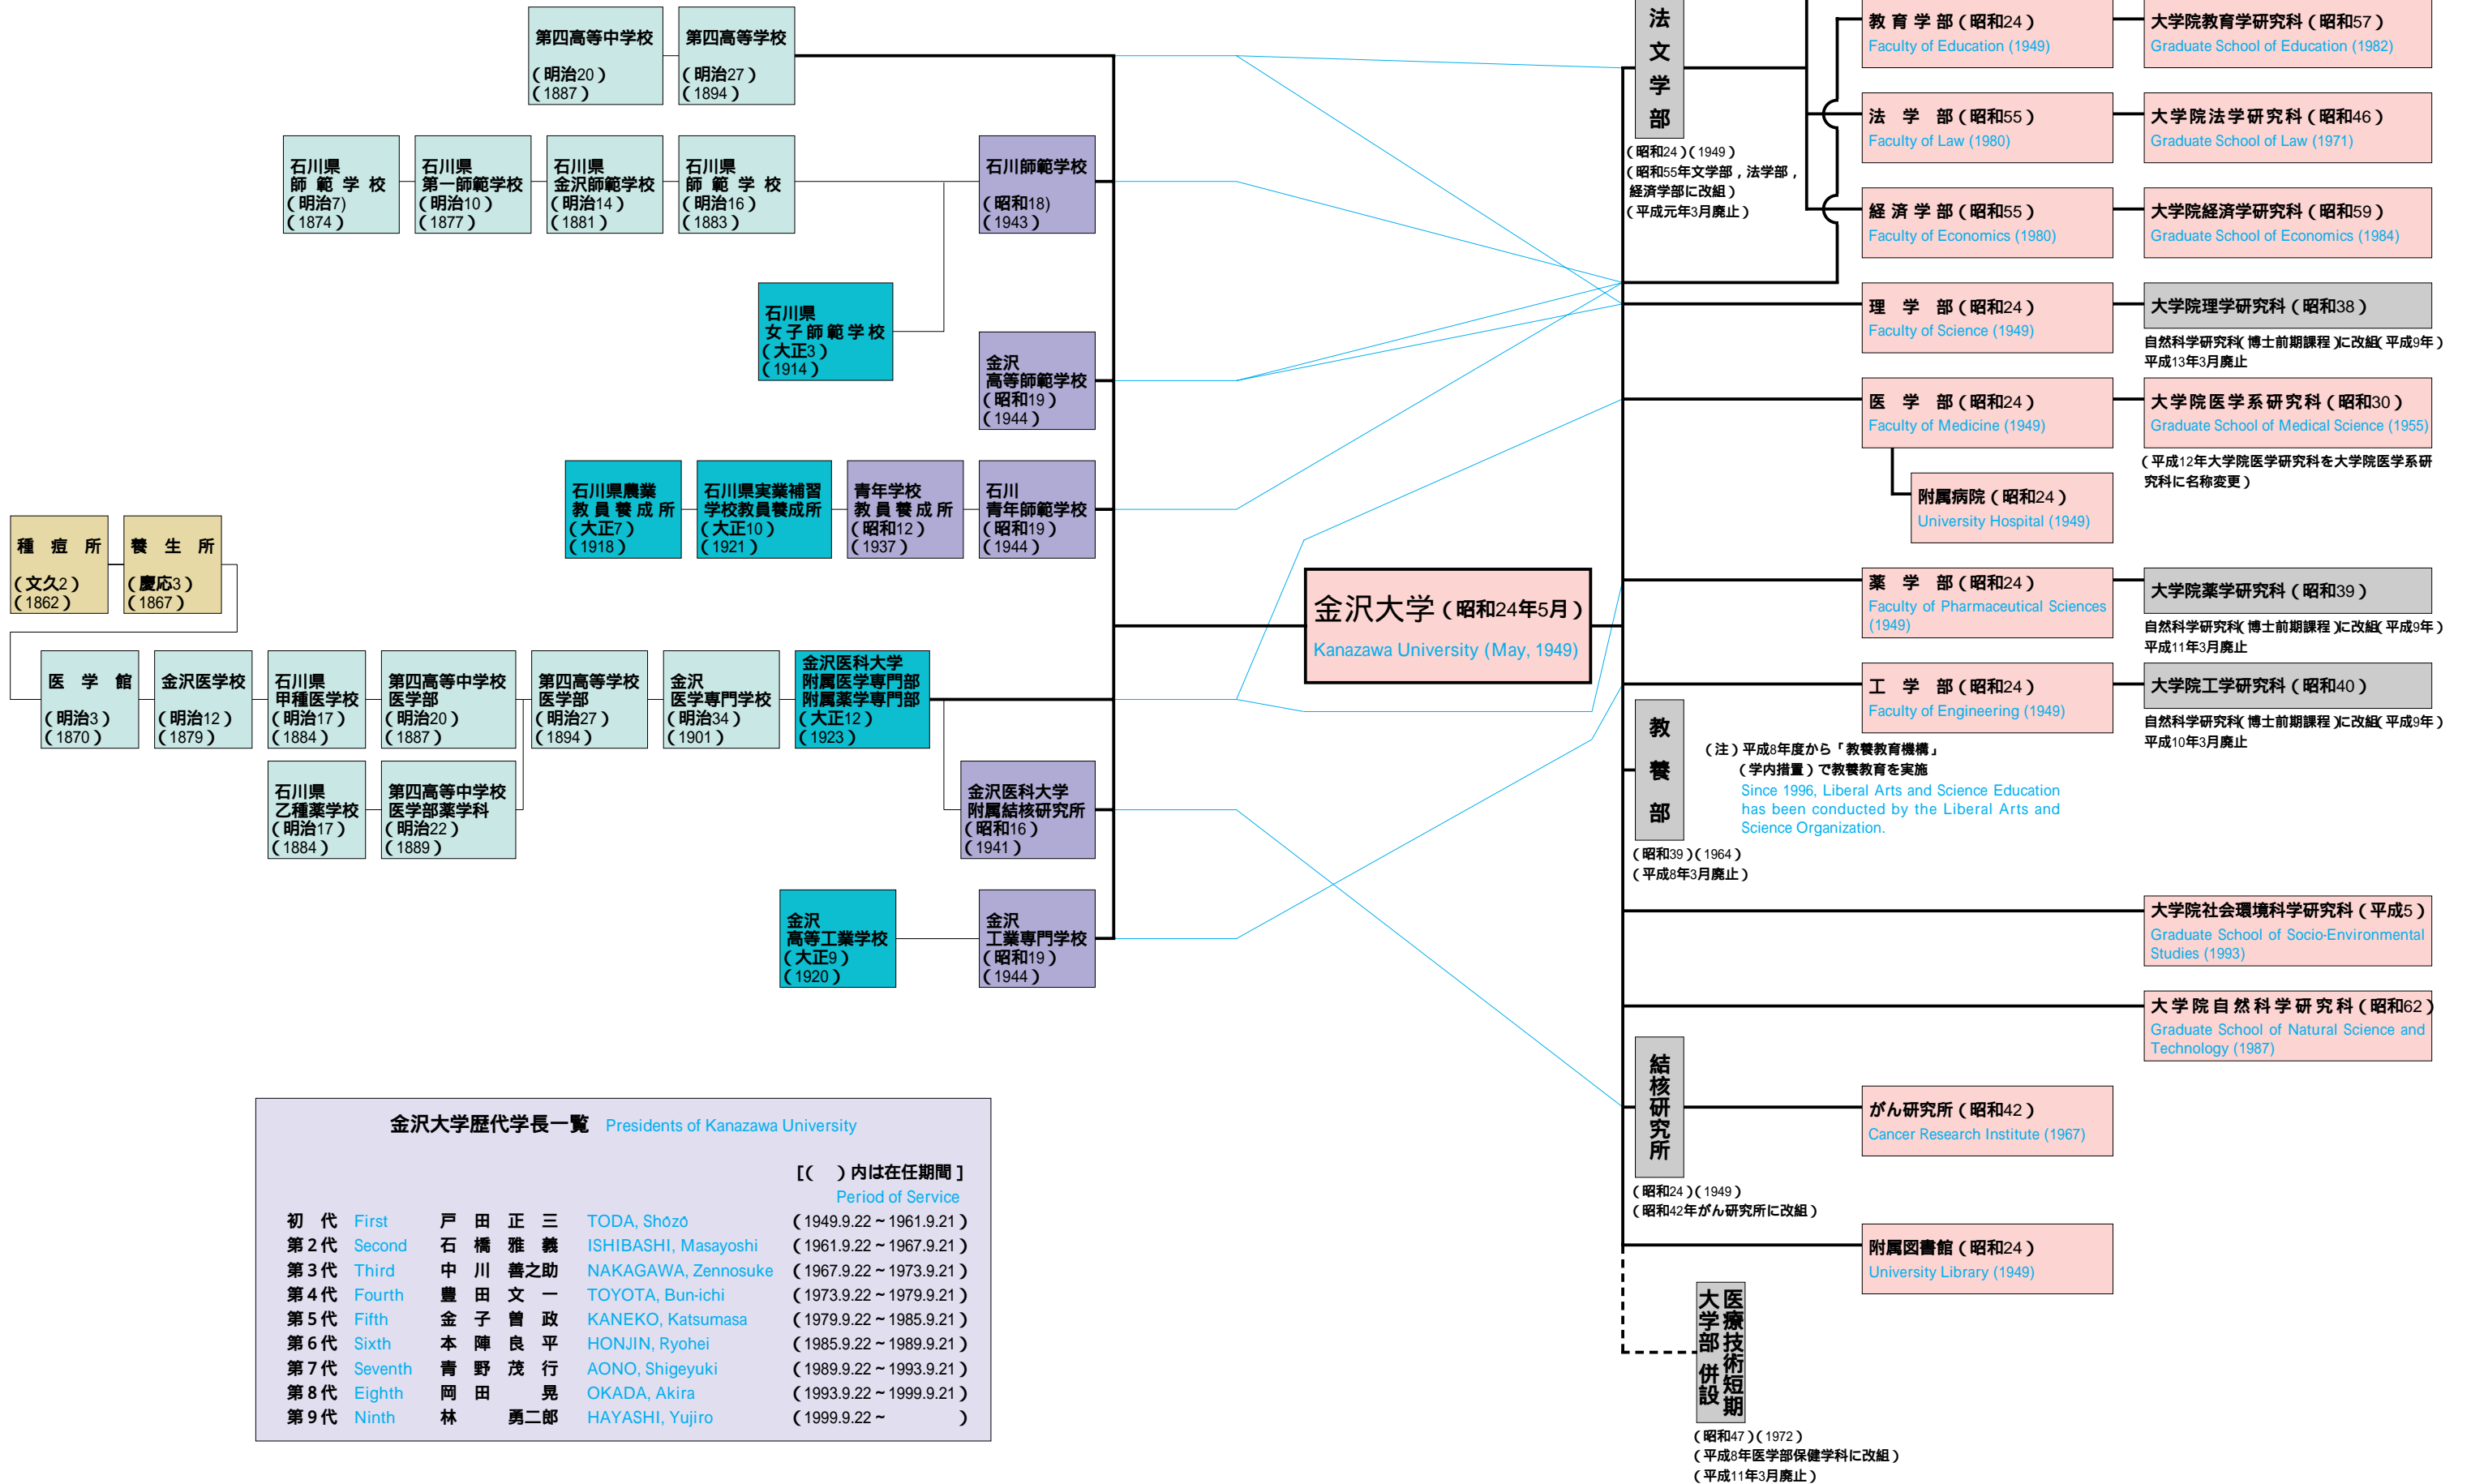 第四高等中学校
(明治20)
(1887)
第四高等学校
(明治27)
(1894)
石川県
師範学校
(明治7)
(1874)
石川県
第一師範学校
(明治10)
(1877)
石川県
金沢師範学校
(明治14)
(1881)
石川県
師範学校
(明治16)
(1883)
石川師範学校
(昭和18)
(1943)
石川県
女子師範学校
(大正3)
(1914)
金沢
高等師範学校
(昭和19)
(1944)
石川県農業
教員養成所
(大正7)
(1918)
石川県実業補習
学校教員養成所
(大正10)
(1921)
青年学校
教員養成所
(昭和12)
(1937)
石川
青年師範学校
(昭和19)
(1944)
種痘所
(文久2)
(1862)
養生所
(慶応3)
(1867)
医学館
(明治3)
(1870)
金沢医学校
(明治12)
(1879)
石川県
甲種医学校
(明治17)
(1884)
第四高等中学校
医学部
(明治20)
(1887)
第四高等学校
医学部
(明治27)
(1894)
金沢
医学専門学校
(明治34)
(1901)
金沢医科大学
附属医学専門部
附属薬学専門部
(大正12)
(1923)
石川県
乙種薬学校
(明治17)
(1884)
第四高等中学校
医学部薬学科
(明治22)
(1889)
金沢医科大学
附属結核研究所
(昭和16)
(1941)
金沢
高等工業学校
(大正9)
(1920)
金沢
工業専門学校
(昭和19)
(1944)
金沢大学(昭和24年5月)
Kanazawa University (May, 1949)
法文学部
(昭和24)(1949)
(昭和55年文学部,法学部,
経済学部に改組)
(平成元年3月廃止)
教育学部(昭和24)
Faculty of Education (1949)
大学院教育学研究科(昭和57)
Graduate School of Education (1982)
法学部(昭和55)
Faculty of Law (1980)
大学院法学研究科(昭和46)
Graduate School of Law (1971)
経済学部(昭和55)
Faculty of Economics (1980)
大学院経済学研究科(昭和59)
Graduate School of Economics (1984)
理学部(昭和24)
Faculty of Science (1949)
大学院理学研究科(昭和38)
自然科学研究科(博士前期課程)に改組(平成9年)
平成13年3月廃止
医学部(昭和24)
Faculty of Medicine (1949)
大学院医学系研究科(昭和30)
Graduate School of Medical Science (1955)
(平成12年大学院医学研究科を大学院医学系研
究科に名称変更)
附属病院(昭和24)
University Hospital (1949)
薬学部(昭和24)
Faculty of Pharmaceutical Sciences
(1949)
大学院薬学研究科(昭和39)
自然科学研究科(博士前期課程)に改組(平成9年)
平成11年3月廃止
工学部(昭和24)
Faculty of Engineering (1949)
大学院工学研究科(昭和40)
自然科学研究科(博士前期課程)に改組(平成9年)
平成10年3月廃止
教養部
(注)平成8年度から「教養教育機構」
(学内措置)で教養教育を実施
Since 1996, Liberal Arts and Science Education
has been conducted by the Liberal Arts and
Science Organization.
(昭和39)(1964)
(平成8年3月廃止)
大学院社会環境科学研究科(平成5)
Graduate School of Socio-Environmental
Studies (1993)
大学院自然科学研究科(昭和62)
Graduate School of Natural Science and
Technology (1987)
結核研究所
(昭和24)(1949)
(昭和42年がん研究所に改組)
がん研究所(昭和42)
Cancer Research Institute (1967)
附属図書館(昭和24)
University Library (1949)
医療技術短期
大学部 併設
(昭和47)(1972)
(平成8年医学部保健学科に改組)
(平成11年3月廃止)
金沢大学歴代学長一覧 Presidents of Kanazawa University
[( )内は在任期間]
Period of Service
初代 First 戸田正三 TODA, Shōzō (1949.9.22~1961.9.21)
第2代 Second 石橋雅義 ISHIBASHI, Masayoshi (1961.9.22~1967.9.21)
第3代 Third 中川善之助 NAKAGAWA, Zennosuke (1967.9.22~1973.9.21)
第4代 Fourth 豊田文一 TOYOTA, Bun-ichi (1973.9.22~1979.9.21)
第5代 Fifth 金子曽政 KANEKO, Katsumasa (1979.9.22~1985.9.21)
第6代 Sixth 本陣良平 HONJIN, Ryohei (1985.9.22~1989.9.21)
第7代 Seventh 青野茂行 AONO, Shigeyuki (1989.9.22~1993.9.21)
第8代 Eighth 岡田晃 OKADA, Akira (1993.9.22~1999.9.21)
第9代 Ninth 林勇二郎 HAYASHI, Yujiro (1999.9.22~ )